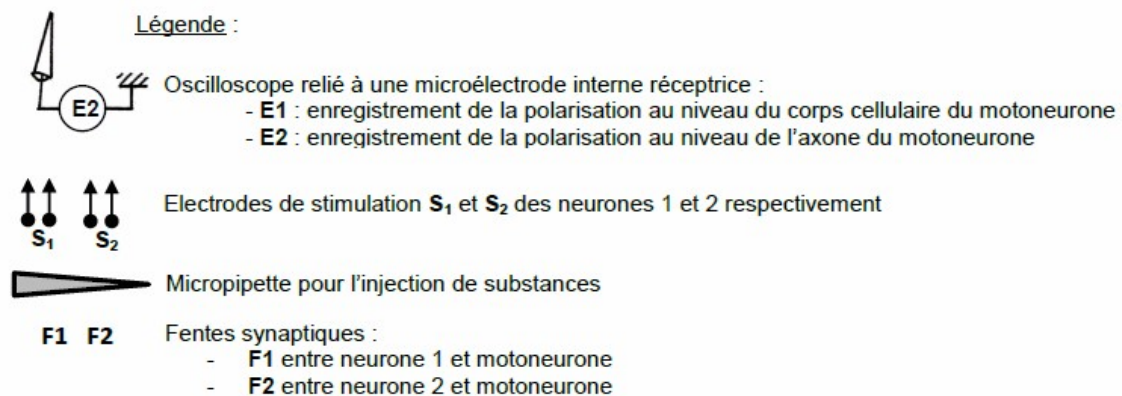 Légende :
E2
Oscilloscope relié à une microélectrode interne réceptrice :
- E1 : enregistrement de la polarisation au niveau du corps cellulaire du motoneurone
- E2 : enregistrement de la polarisation au niveau de l'axone du motoneurone
S1 S2
Electrodes de stimulation S1 et S2 des neurones 1 et 2 respectivement
Micropipette pour l'injection de substances
F1 F2
Fentes synaptiques :
- F1 entre neurone 1 et motoneurone
- F2 entre neurone 2 et motoneurone